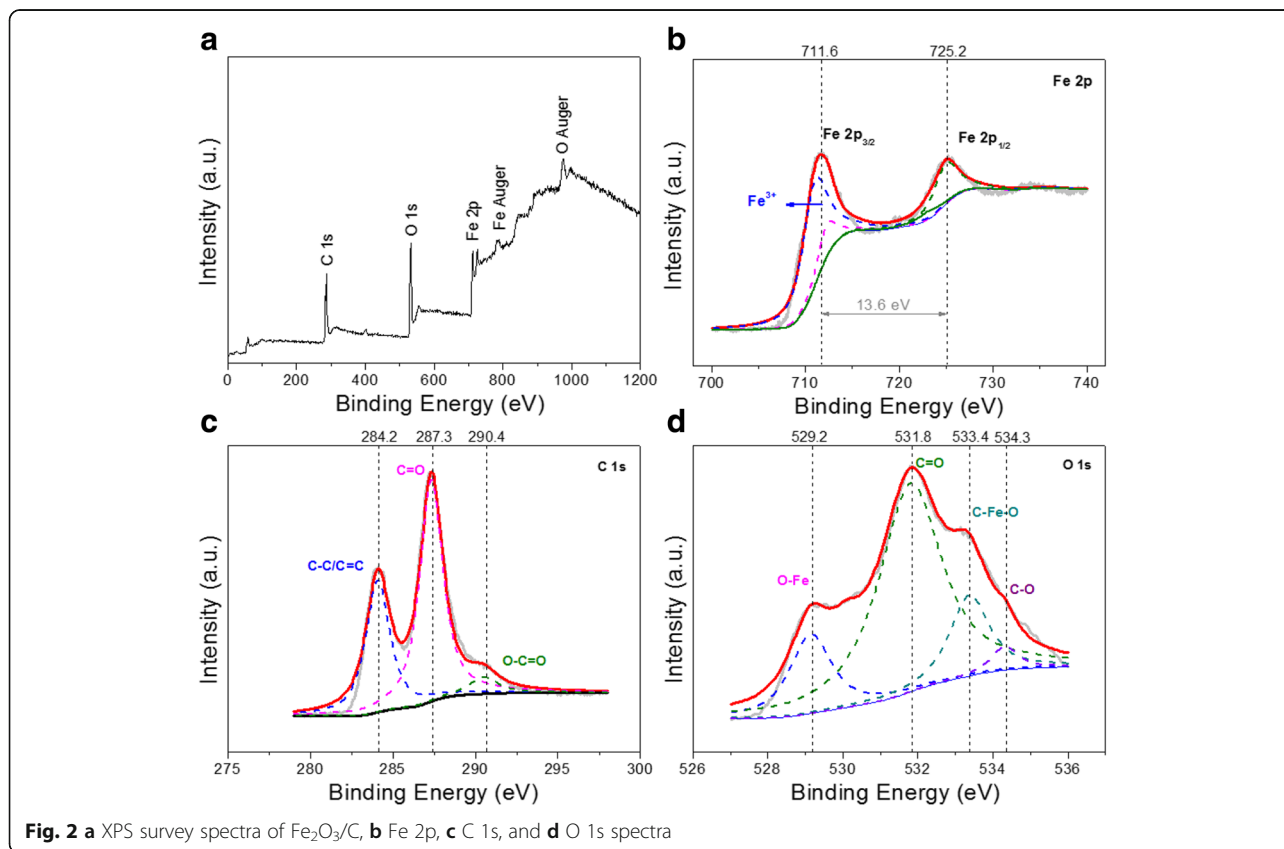 a
C 1s
O 1s
Fe 2p
Fe Auger
O Auger
Intensity (a.u.)
0 200 400 600 800 1000 1200
Binding Energy (eV)
b
711.6 725.2
Fe 2p
Fe 2p3/2
Fe 2p1/2
Fe3+
13.6 eV
Intensity (a.u.)
700 710 720 730 740
Binding Energy (eV)
c
284.2 287.3 290.4
C 1s
C=O
C-C/C=C
O-C=O
Intensity (a.u.)
275 280 285 290 295 300
Binding Energy (eV)
d
529.2 531.8 533.4 534.3
O 1s
C=O
C-Fe-O
O-Fe
C-O
Intensity (a.u.)
526 528 530 532 534 536
Binding Energy (eV)
Fig. 2 a XPS survey spectra of Fe2O3/C, b Fe 2p, c C 1s, and d O 1s spectra